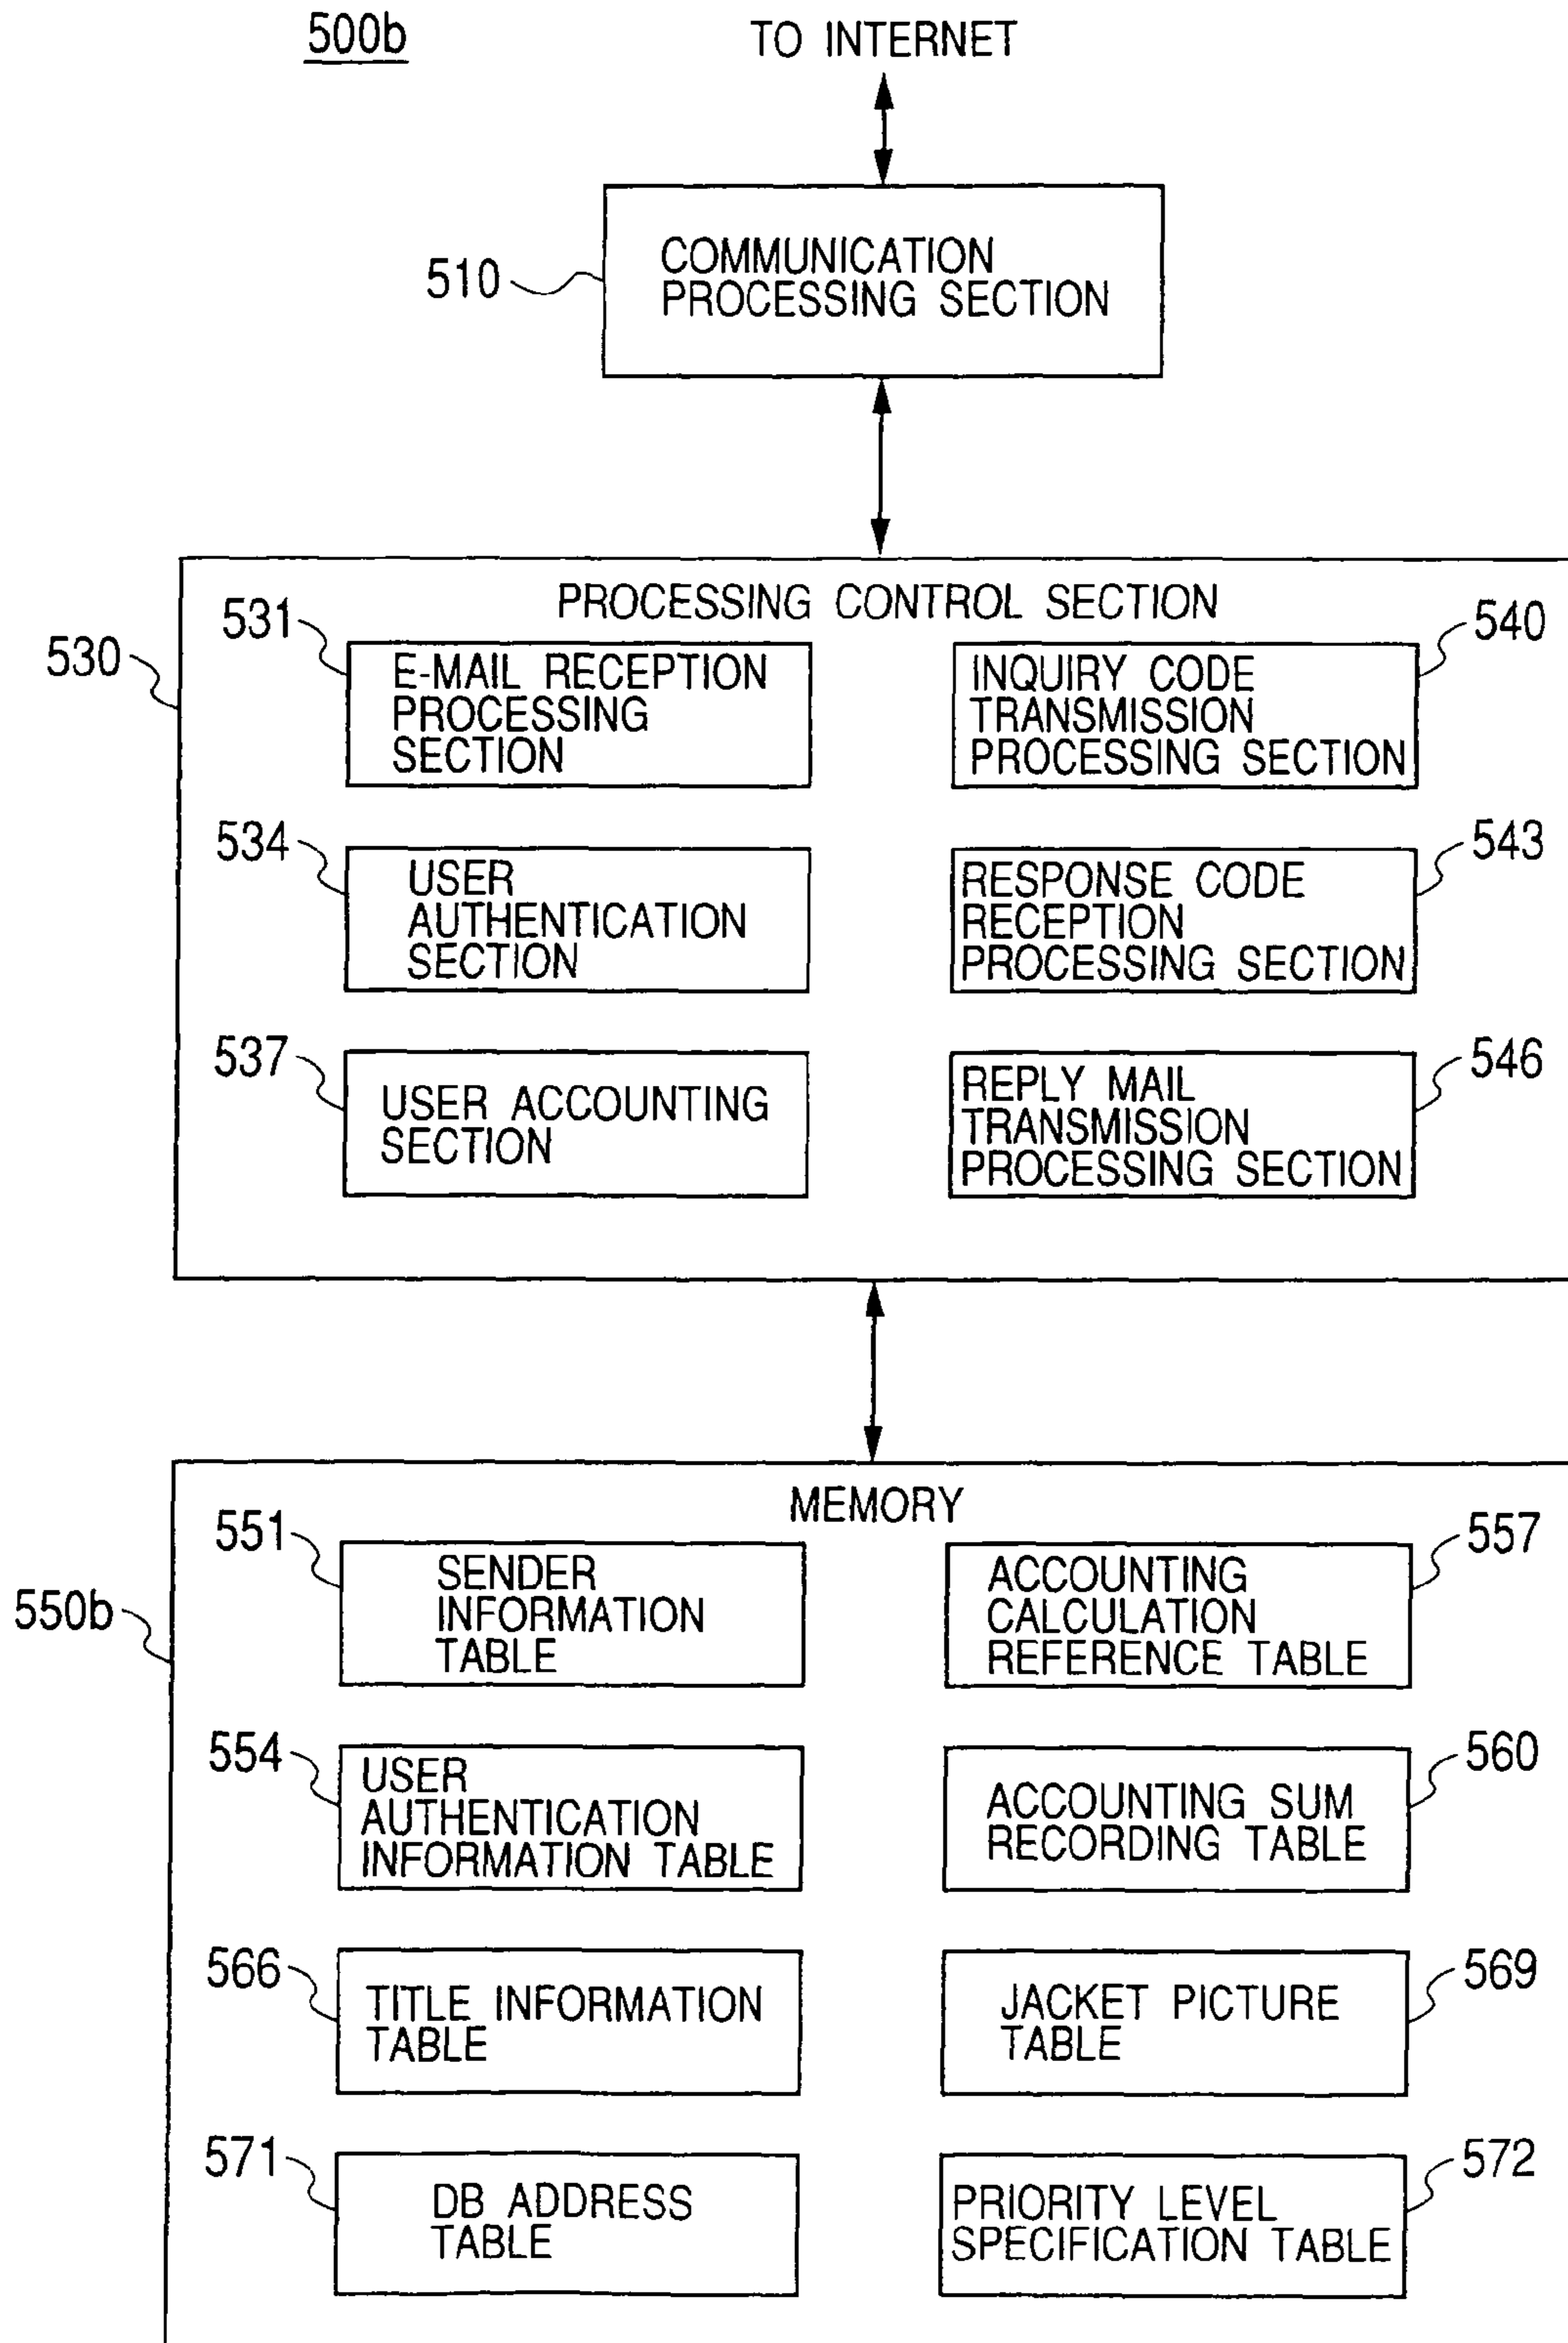 500b
TO INTERNET
COMMUNICATION
PROCESSING SECTION
510
PROCESSING CONTROL SECTION
530
531
E-MAIL RECEPTION
PROCESSING
SECTION
540
INQUIRY CODE
TRANSMISSION
PROCESSING SECTION
534
USER
AUTHENTICATION
SECTION
543
RESPONSE CODE
RECEPTION
PROCESSING SECTION
537
USER ACCOUNTING
SECTION
546
REPLY MAIL
TRANSMISSION
PROCESSING SECTION
MEMORY
550b
551
SENDER
INFORMATION
TABLE
557
ACCOUNTING
CALCULATION
REFERENCE TABLE
554
USER
AUTHENTICATION
INFORMATION TABLE
560
ACCOUNTING SUM
RECORDING TABLE
566
TITLE INFORMATION
TABLE
569
JACKET PICTURE
TABLE
571
DB ADDRESS
TABLE
572
PRIORITY LEVEL
SPECIFICATION TABLE